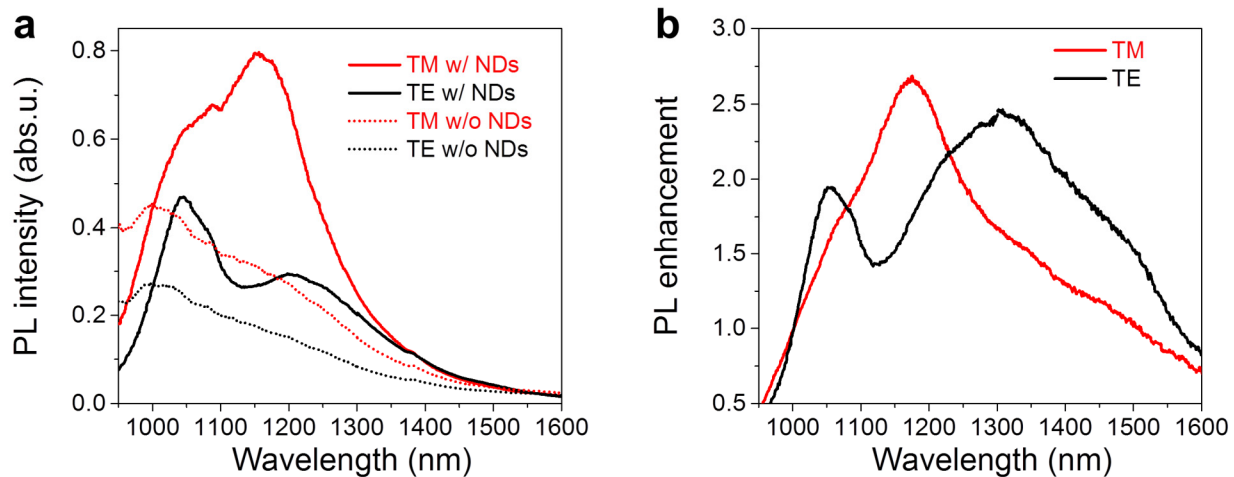 a
PL intensity (abs.u.)
0.8
0.6
0.4
0.2
0.0
TM w/ NDs
TE w/ NDs
TM w/o NDs
TE w/o NDs
1000 1100 1200 1300 1400 1500 1600
Wavelength (nm)
b
PL enhancement
3.0
2.5
2.0
1.5
1.0
0.5
TM
TE
1000 1100 1200 1300 1400 1500 1600
Wavelength (nm)